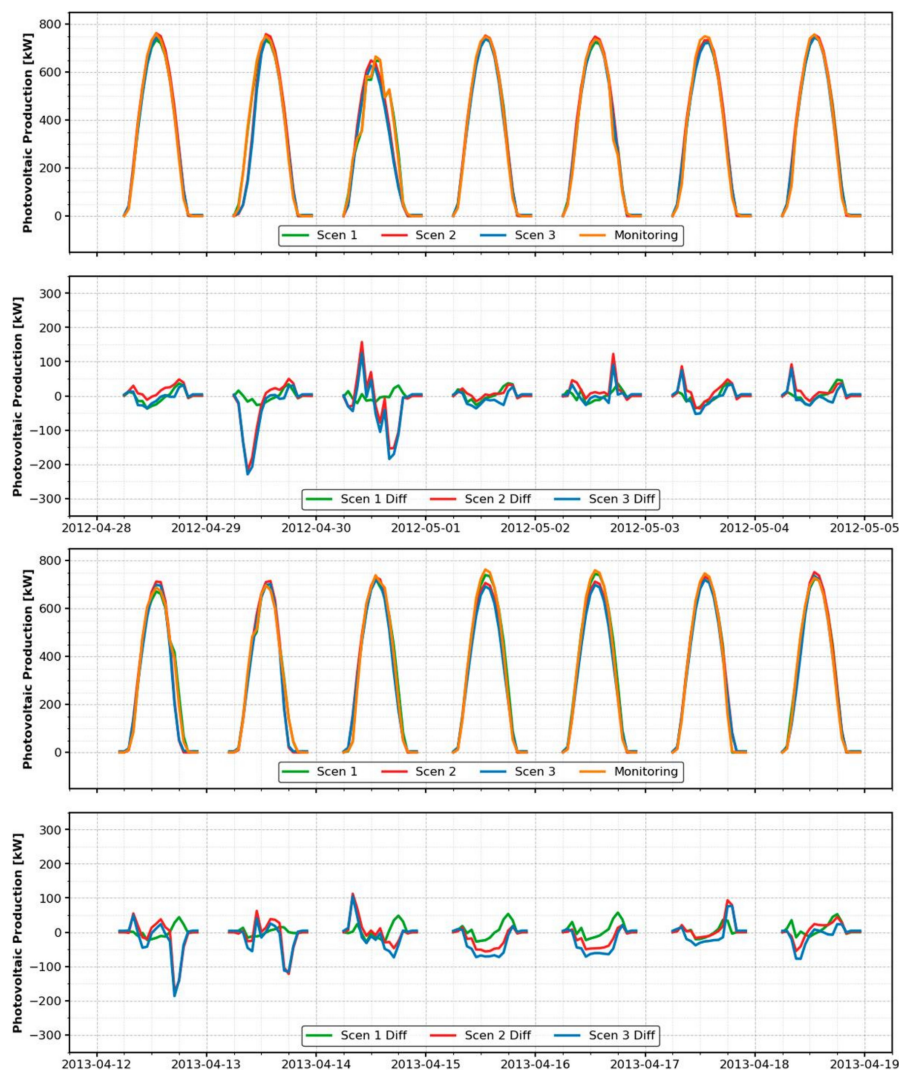 Photovoltaic Production [kW]
800
600
400
200
0
Scen 1 Scen 2 Scen 3 Monitoring
Photovoltaic Production [kW]
300
200
100
0
−100
−200
−300
Scen 1 Diff Scen 2 Diff Scen 3 Diff
2012-04-28 2012-04-29 2012-04-30 2012-05-01 2012-05-02 2012-05-03 2012-05-04 2012-05-05
Photovoltaic Production [kW]
800
600
400
200
0
Scen 1 Scen 2 Scen 3 Monitoring
Photovoltaic Production [kW]
300
200
100
0
−100
−200
−300
Scen 1 Diff Scen 2 Diff Scen 3 Diff
2013-04-12 2013-04-13 2013-04-14 2013-04-15 2013-04-16 2013-04-17 2013-04-18 2013-04-19